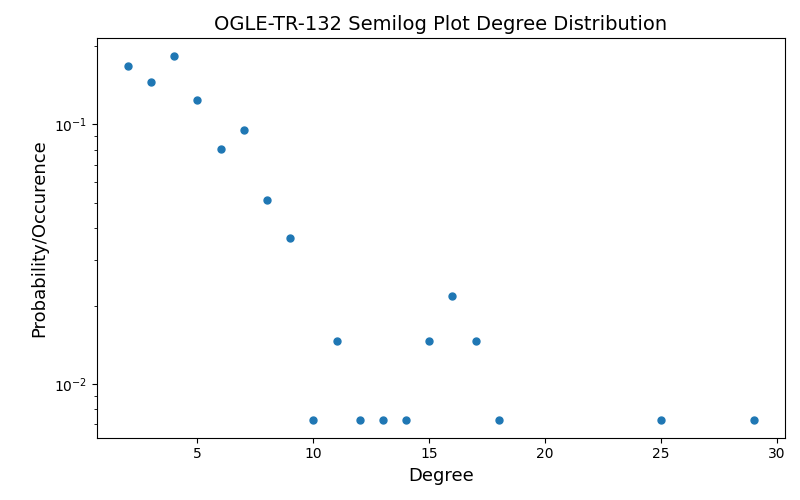 OGLE-TR-132 Semilog Plot Degree Distribution
Probability/Occurence
10⁻¹
10⁻²
5 10 15 20 25 30
Degree